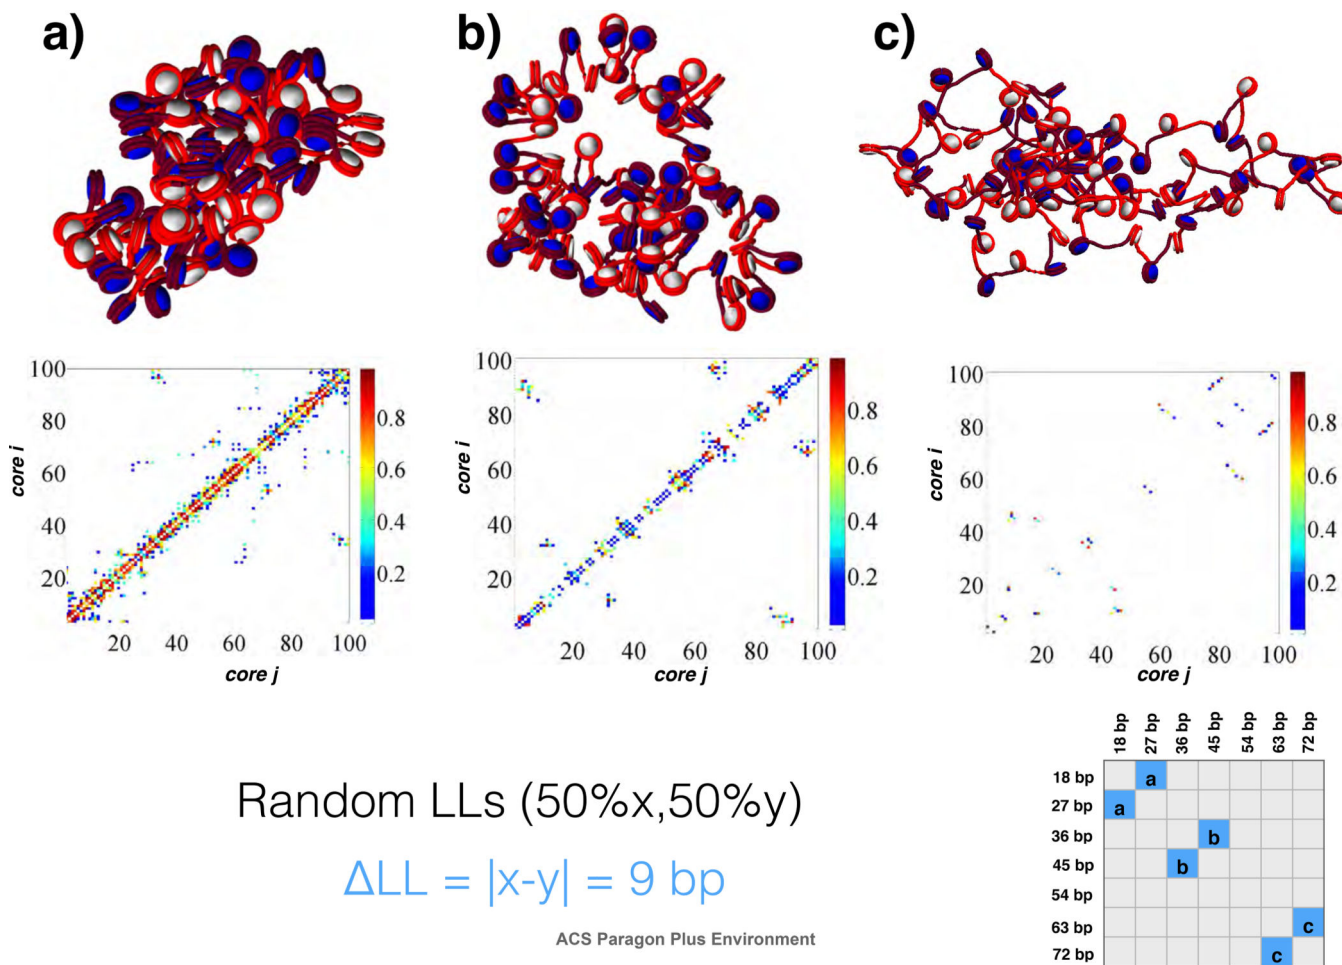 a)
b)
c)
100
80
60
40
20
core i
20 40 60 80 100
core j
0.8
0.6
0.4
0.2
100
80
60
40
20
core i
20 40 60 80 100
core j
0.8
0.6
0.4
0.2
100
80
60
40
20
core i
20 40 60 80 100
core j
0.8
0.6
0.4
0.2
Random LLs (50%x,50%y)
ΔLL = |x-y| = 9 bp
18 bp 27 bp 36 bp 45 bp 54 bp 63 bp 72 bp
18 bp a
27 bp a
36 bp b
45 bp b
54 bp
63 bp c
72 bp c
ACS Paragon Plus Environment